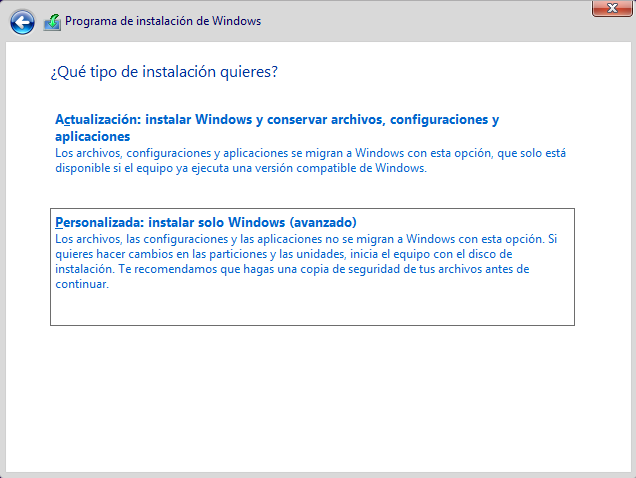 Programa de instalación de Windows
¿Qué tipo de instalación quieres?
Actualización: instalar Windows y conservar archivos, configuraciones y
aplicaciones
Los archivos, configuraciones y aplicaciones se migran a Windows con esta opción, que solo está
disponible si el equipo ya ejecuta una versión compatible de Windows.
Personalizada: instalar solo Windows (avanzado)
Los archivos, las configuraciones y las aplicaciones no se migran a Windows con esta opción. Si
quieres hacer cambios en las particiones y las unidades, inicia el equipo con el disco de
instalación. Te recomendamos que hagas una copia de seguridad de tus archivos antes de
continuar.